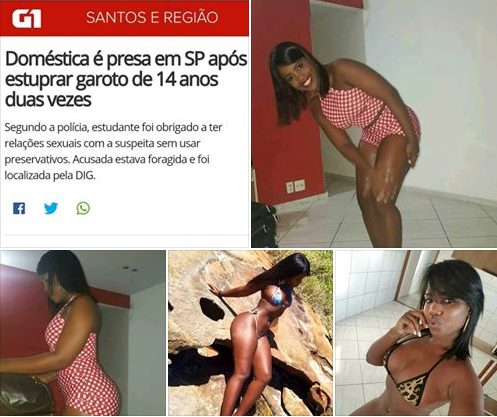 G1 SANTOS E REGIÃO
Doméstica é presa em SP após
estuprar garoto de 14 anos
duas vezes
Segundo a polícia, estudante foi obrigado a ter
relações sexuais com a suspeita sem usar
preservativos. Acusada estava foragida e foi
localizada pela DIG.